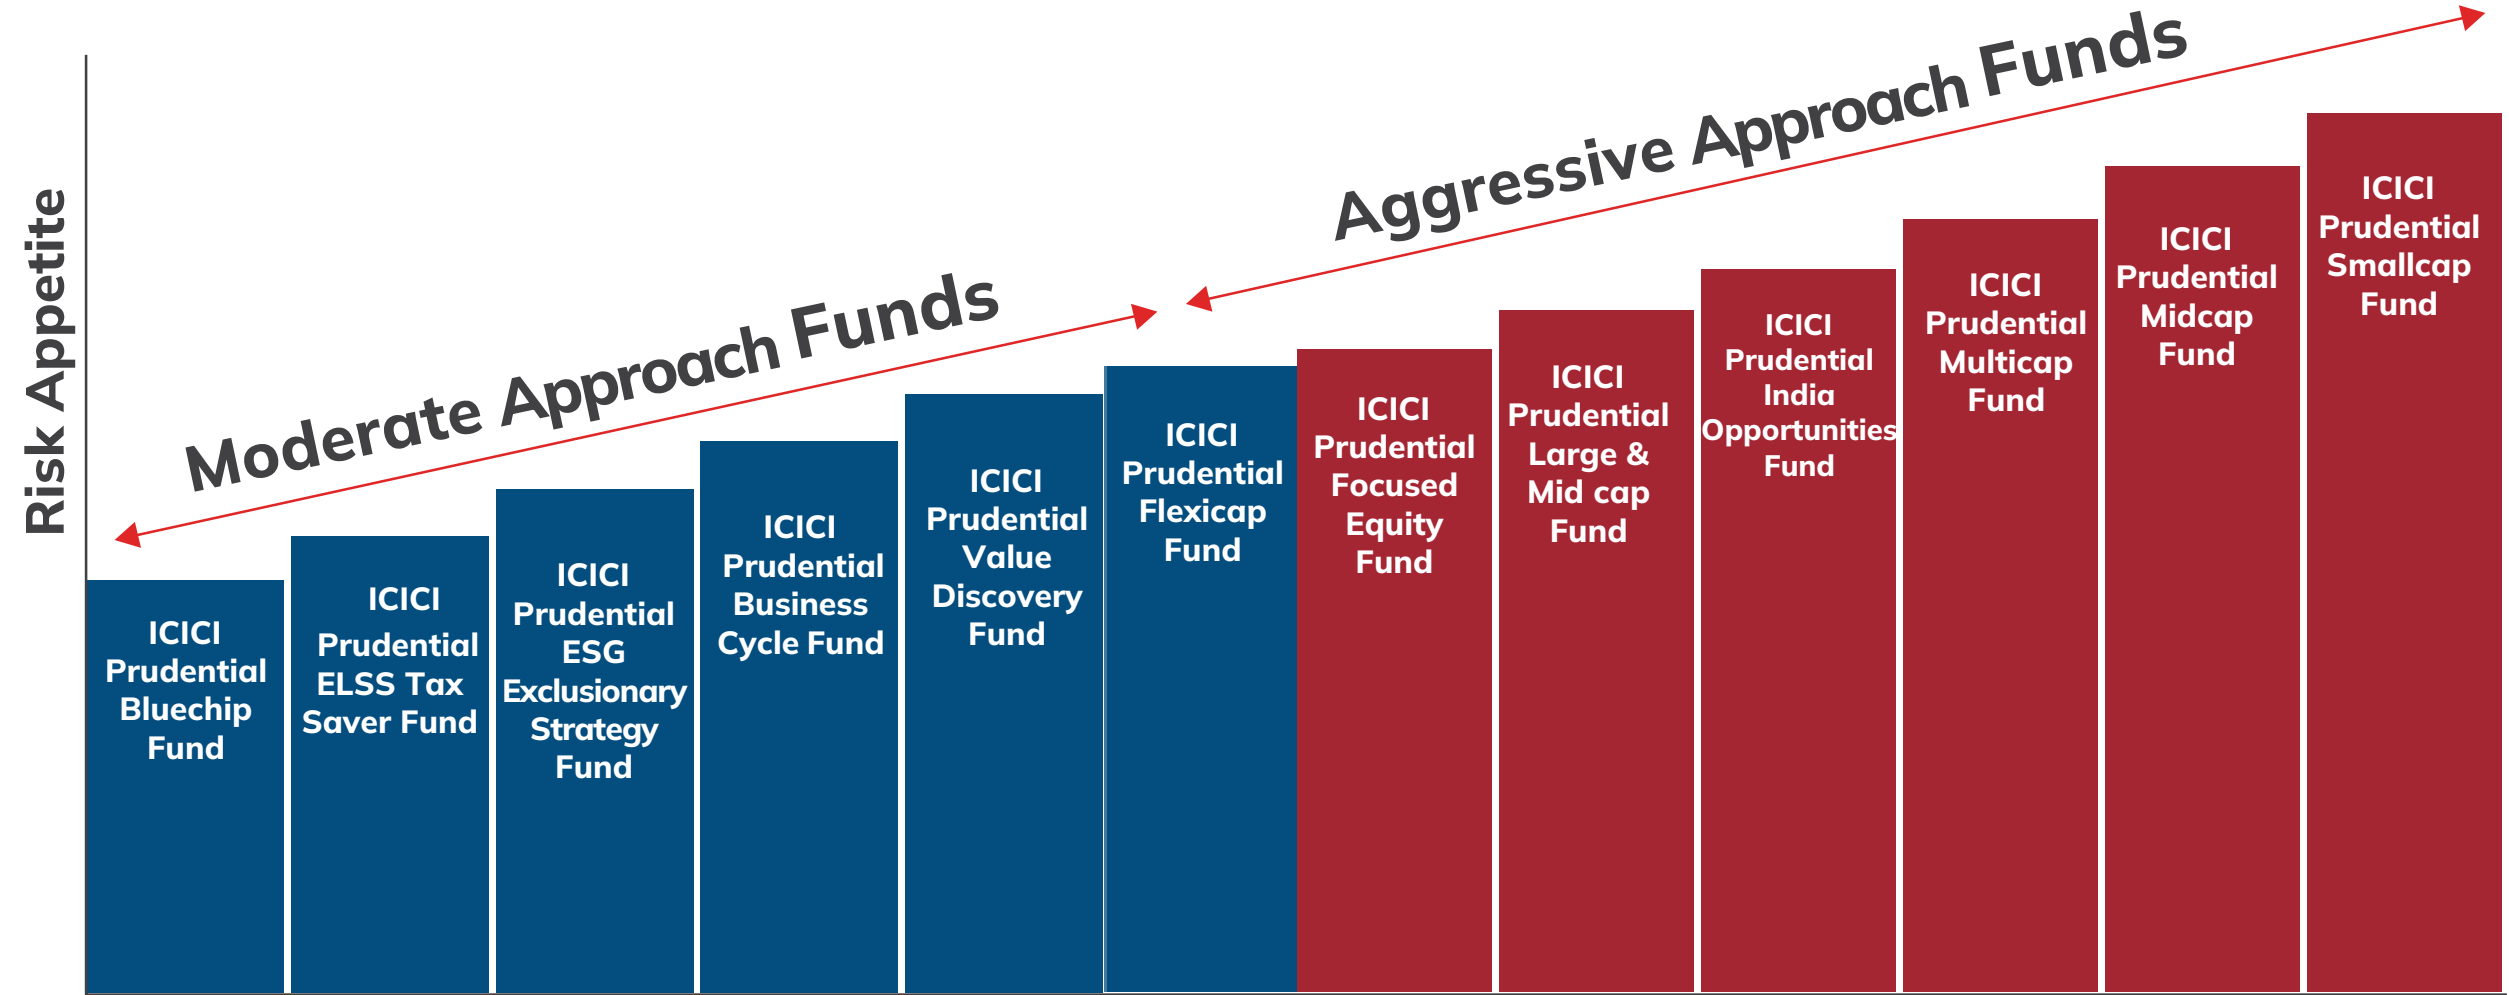 Risk Appetite
Moderate Approach Funds
Aggressive Approach Funds
ICICI
Prudential
Bluechip
Fund
ICICI
Prudential
ELSS Tax
Saver Fund
ICICI
Prudential
ESG
Exclusionary
Strategy
Fund
ICICI
Prudential
Business
Cycle Fund
ICICI
Prudential
Value
Discovery
Fund
ICICI
Prudential
Flexicap
Fund
ICICI
Prudential
Focused
Equity
Fund
ICICI
Prudential
Large &
Mid cap
Fund
ICICI
Prudential
India
Opportunities
Fund
ICICI
Prudential
Multicap
Fund
ICICI
Prudential
Midcap
Fund
ICICI
Prudential
Smallcap
Fund